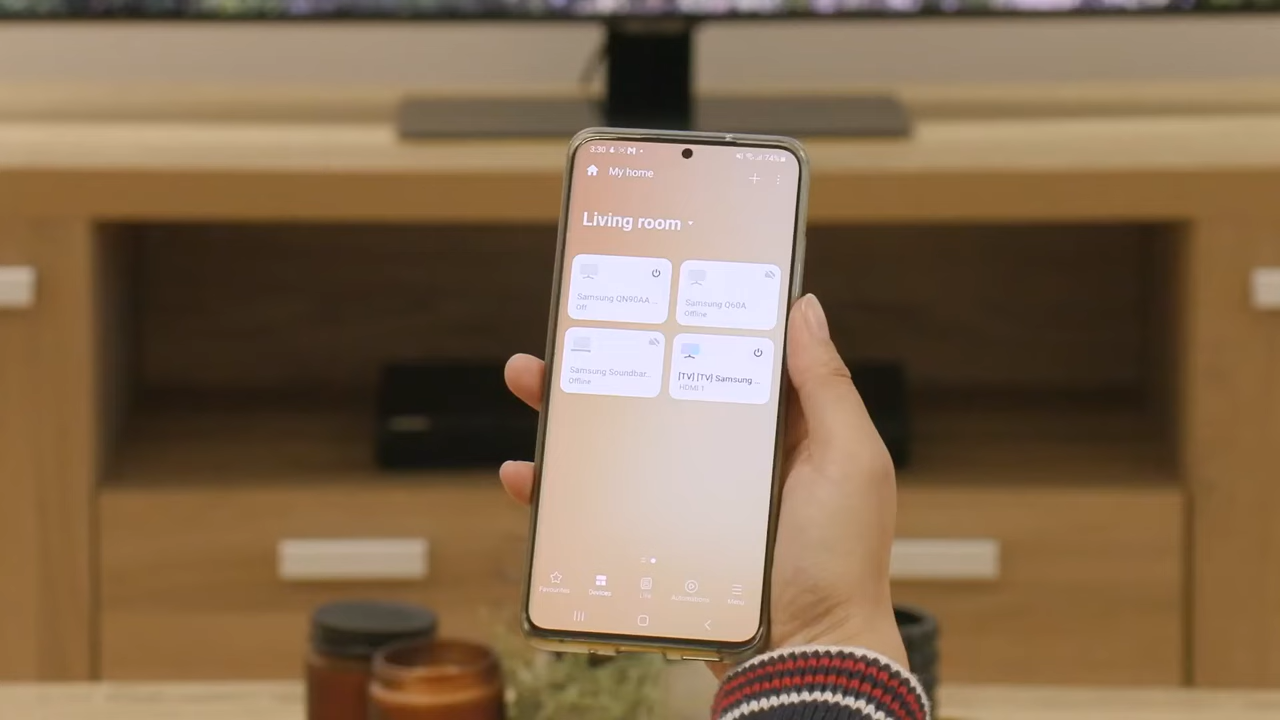 3:30
74%
My home
Living room
Samsung QN90AA ...
Off
Samsung Q60A
Offline
Samsung Soundbar...
Offline
[TV] [TV] Samsung ...
HDMI 1
Favourites
Devices
Life
Automations
Menu